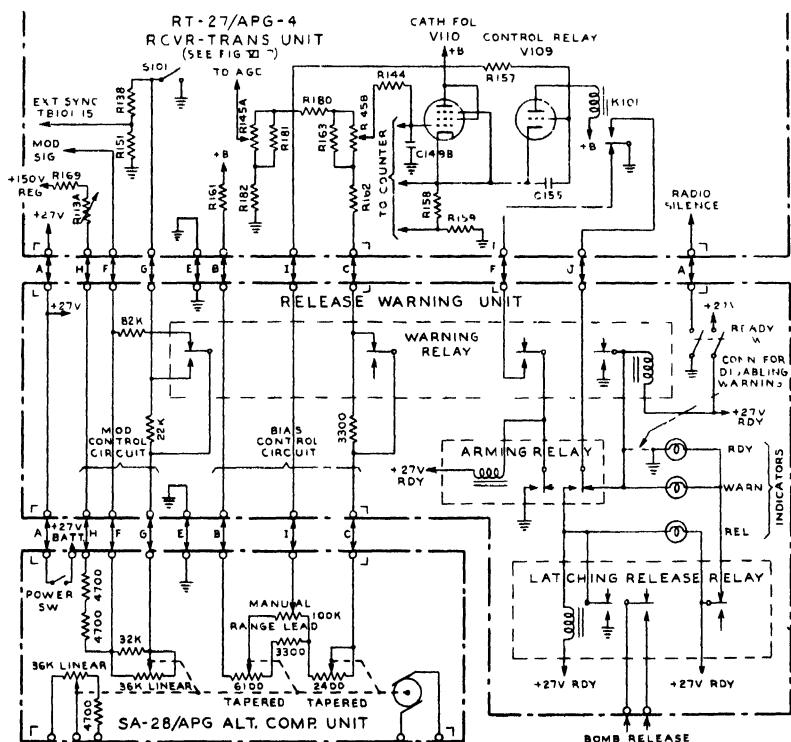 RT-27/APG-4
RCVR-TRANS UNIT
(SEE FIG VI 7)
TO AGC
CATH FOL
V110
+B
CONTROL RELAY
V109
S101
R138
R151
EXT SYNC
TB101 15
MOD
SIG
R169
+150V
REG
R113A
+27V
R145A
R181
R180
R163
R145B
R144
R157
K101
+B
C149B
+B
R161
R182
R162
TO COUNTER
R158
R159
C155
RADIO
SILENCE
A
H
F
G
E
B
I
C
F
J
A
RELEASE WARNING UNIT
+27V
82K
WARNING
RELAY
READY
CONN FOR
DISABLING
WARNING
22K
MOD
CONTROL
CIRCUIT
BIAS
CONTROL
CIRCUIT
3300
+27V
RDY
ARMING RELAY
+27V
RDY
RDY
WARN
REL
INDICATORS
A
+27V
BATT.
H
F
G
E
B
I
C
LATCHING RELEASE RELAY
POWER
SW
4700
4700
MANUAL
RANGE LEAD
100K
32K
3300
36K LINEAR
36K LINEAR
6100
TAPERED
2400
TAPERED
4700
+27V RDY
+27V RDY
SA-28/APG ALT. COMP. UNIT
BOMB RELEASE